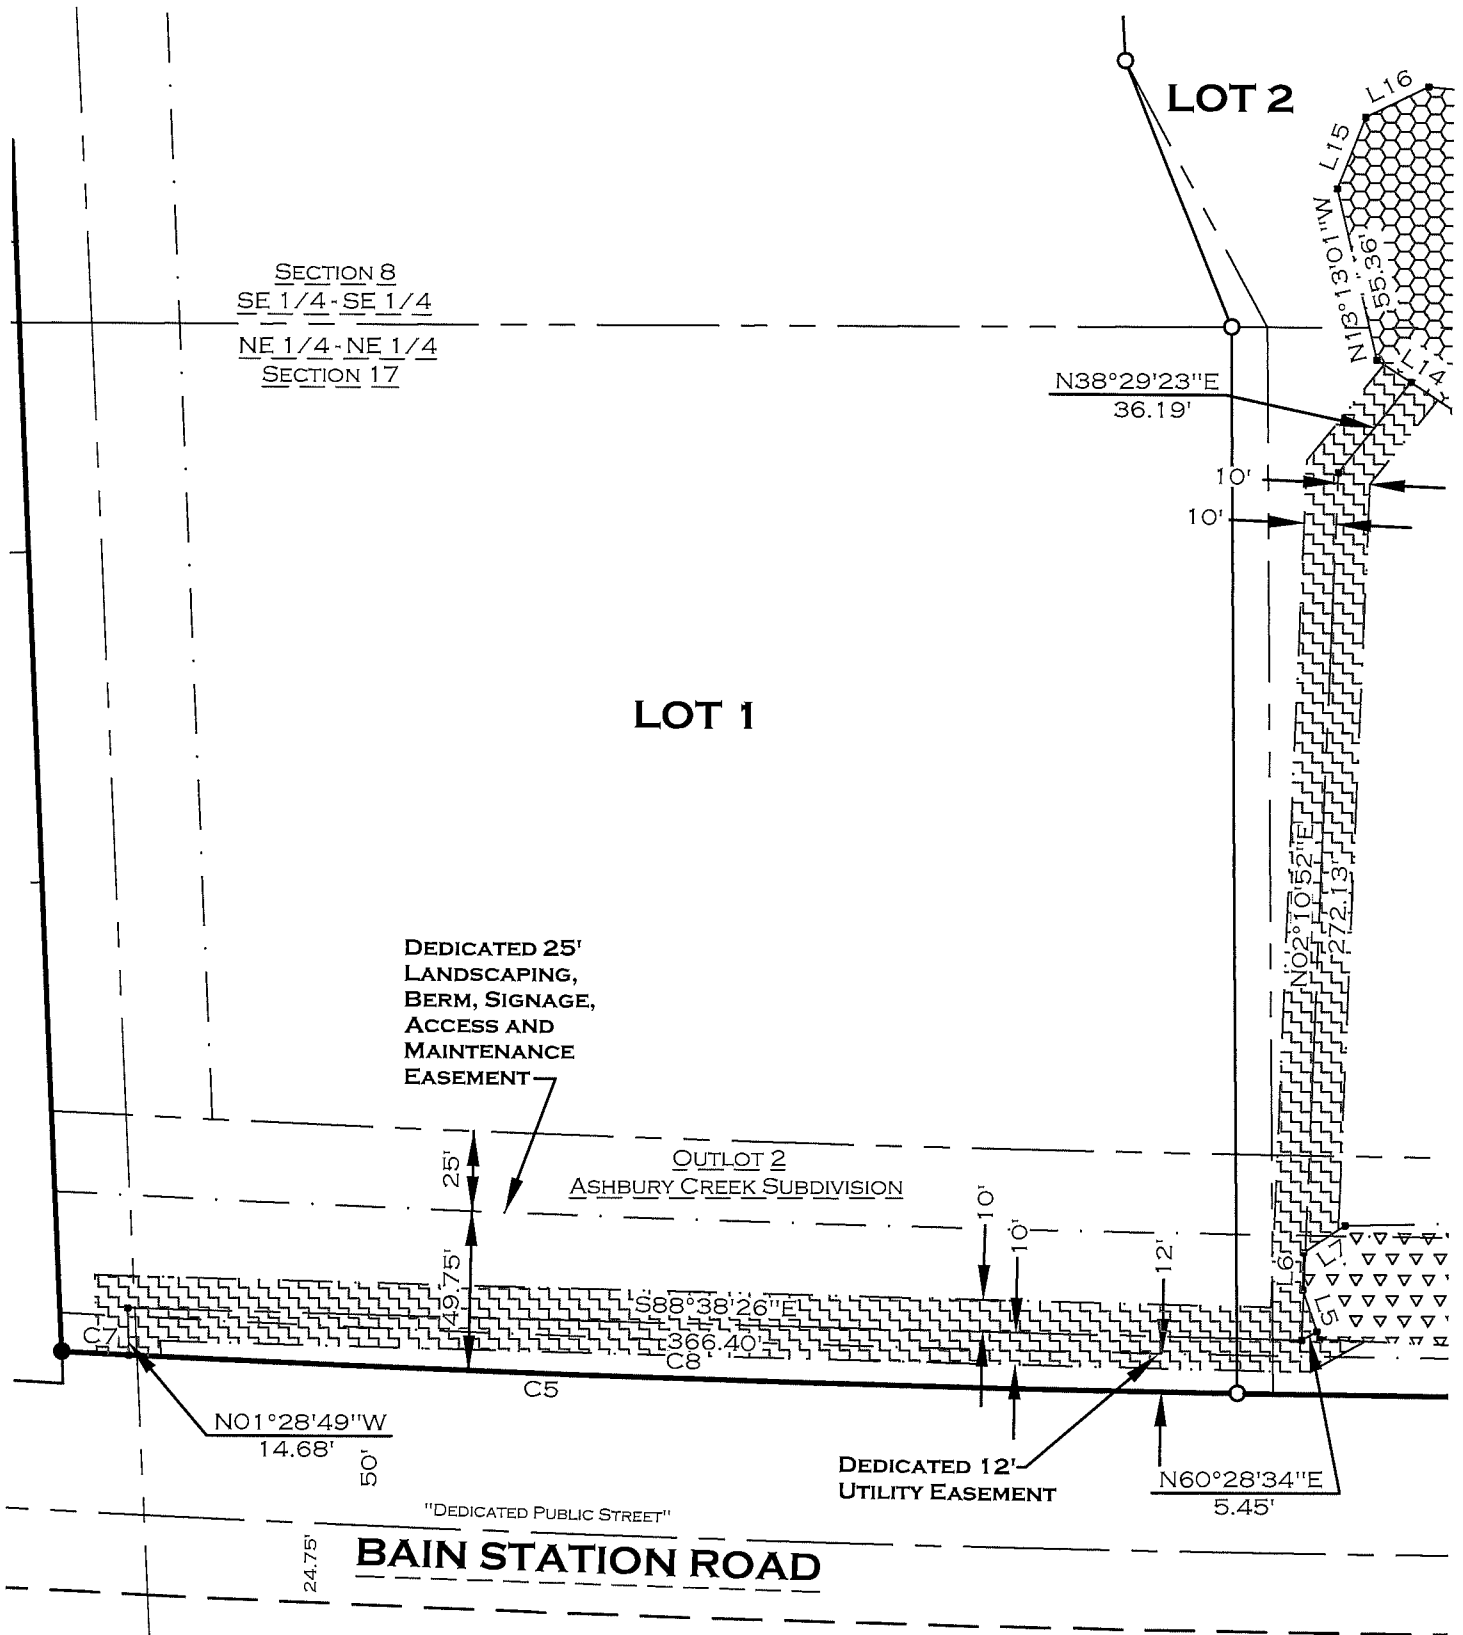 LOT 2
L16
L15
N13°13'01"W
55.36'
L14
SECTION 8
SE 1/4 - SE 1/4
NE 1/4 - NE 1/4
SECTION 17
N38°29'23"E
36.19'
10'
10'
LOT 1
N02°10'52"E
272.13'
DEDICATED 25'
LANDSCAPING,
BERM, SIGNAGE,
ACCESS AND
MAINTENANCE
EASEMENT
25'
OUTLOT 2
ASHBURY CREEK SUBDIVISION
10'
10'
12'
49.75'
L7
L6
L5
S88°38'26"E
366.40'
C7
C8
C5
N01°28'49"W
14.68'
50'
DEDICATED 12'
UTILITY EASEMENT
N60°28'34"E
5.45'
"DEDICATED PUBLIC STREET"
BAIN STATION ROAD
24.75'